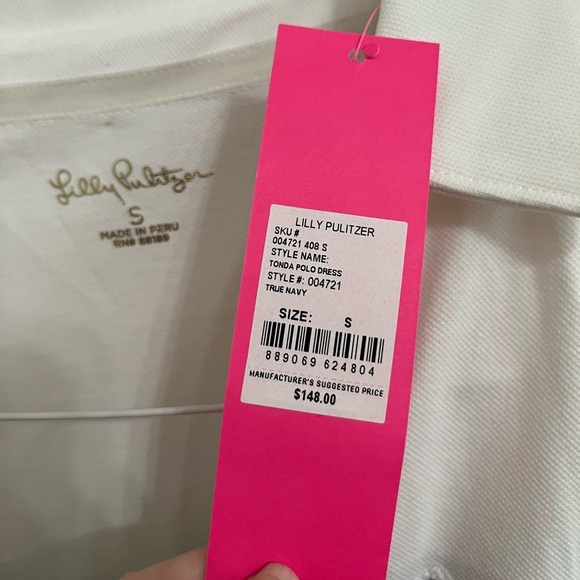 Lilly Pulitzer
S
MADE IN PERU
RN# 88189
LILLY PULITZER
SKU #
004721 408 S
STYLE NAME:
TONDA POLO DRESS
STYLE #: 004721
TRUE NAVY
SIZE: S
889069 624804
MANUFACTURER'S SUGGESTED PRICE
$148.00